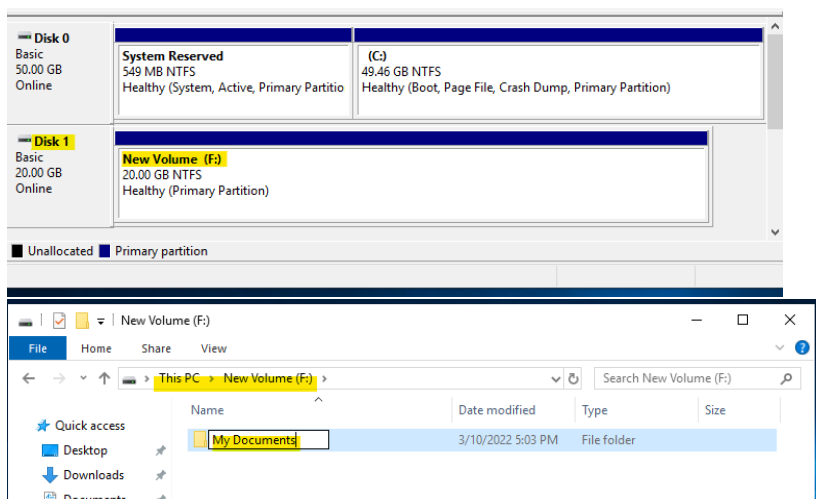 Disk 0
Basic
50.00 GB
Online
System Reserved
549 MB NTFS
Healthy (System, Active, Primary Partitio
(C:)
49.46 GB NTFS
Healthy (Boot, Page File, Crash Dump, Primary Partition)
Disk 1
Basic
20.00 GB
Online
New Volume (F:)
20.00 GB NTFS
Healthy (Primary Partition)
Unallocated Primary partition
New Volume (F:)
File Home Share View
This PC › New Volume (F:) ›
Search New Volume (F:)
Name Date modified Type Size
Quick access
My Documents 3/10/2022 5:03 PM File folder
Desktop
Downloads
Documents